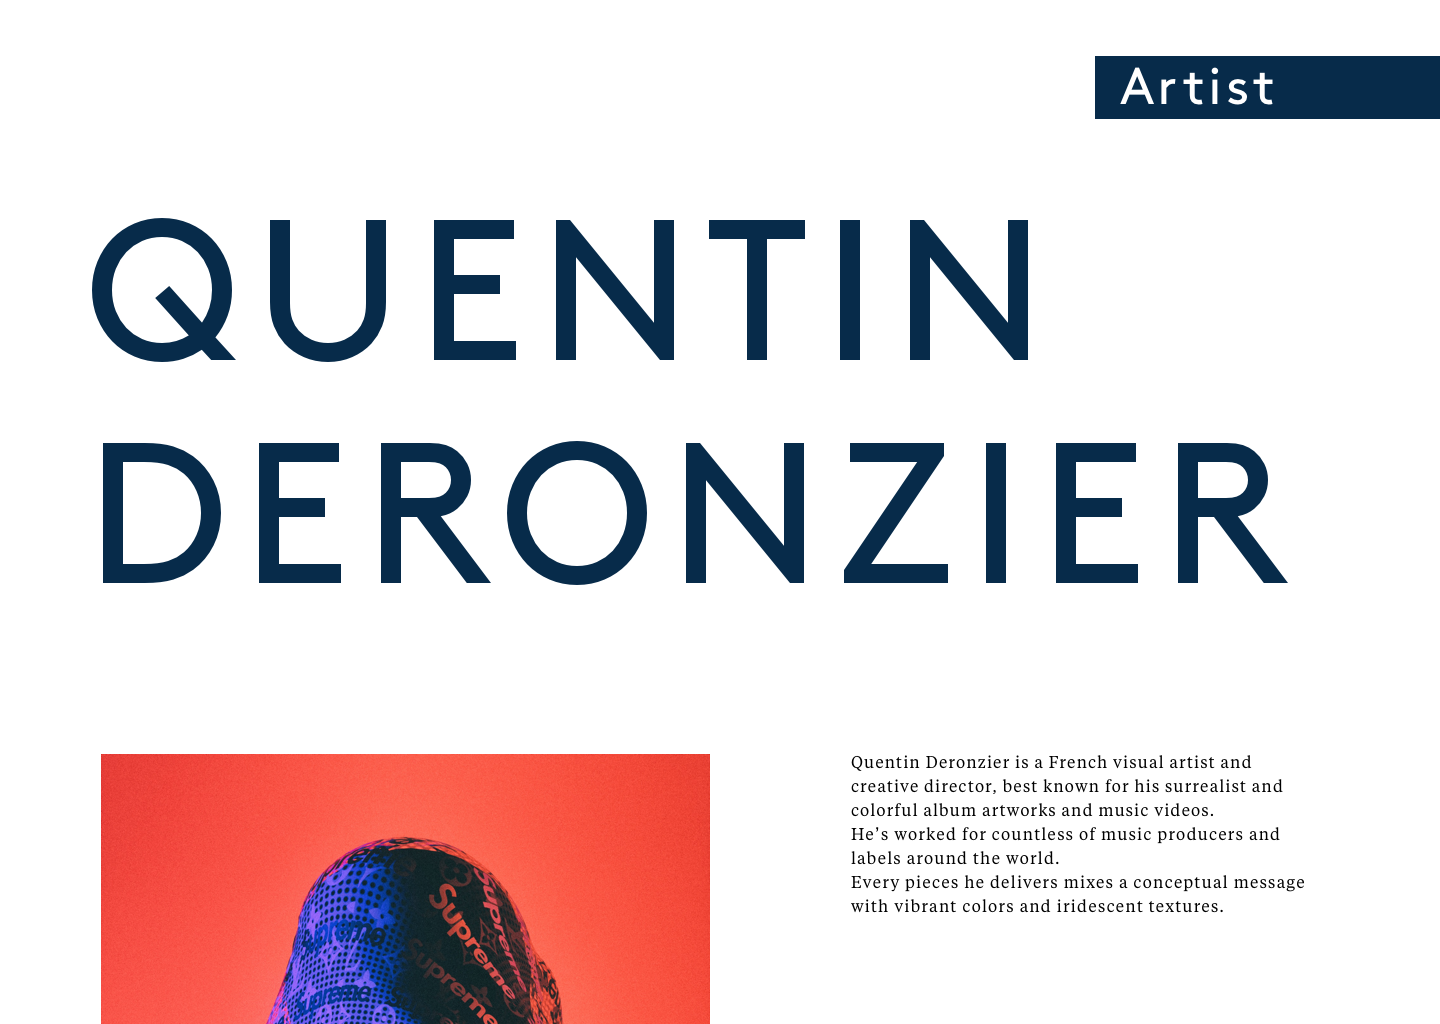 Artist
QUENTIN
DERONZIER
Quentin Deronzier is a French visual artist and
creative director, best known for his surrealist and
colorful album artworks and music videos.
He’s worked for countless of music producers and
labels around the world.
Every pieces he delivers mixes a conceptual message
with vibrant colors and iridescent textures.
Supreme
Supreme
Supreme
Supreme
Supreme